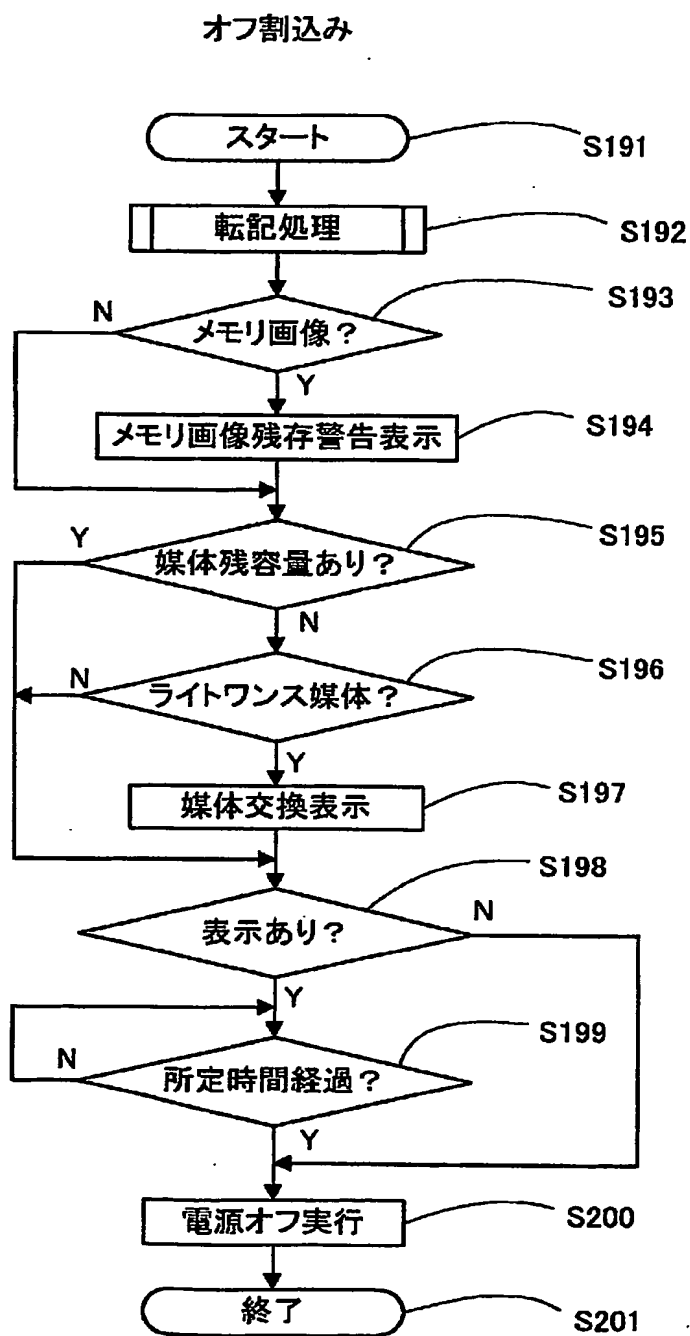 オフ割込み
スタート
S191
転記処理
S192
メモリ画像？
S193
N
Y
メモリ画像残存警告表示
S194
媒体残容量あり？
S195
Y
N
ライトワンス媒体？
S196
N
Y
媒体交換表示
S197
表示あり？
S198
N
Y
所定時間経過？
S199
N
Y
電源オフ実行
S200
終了
S201